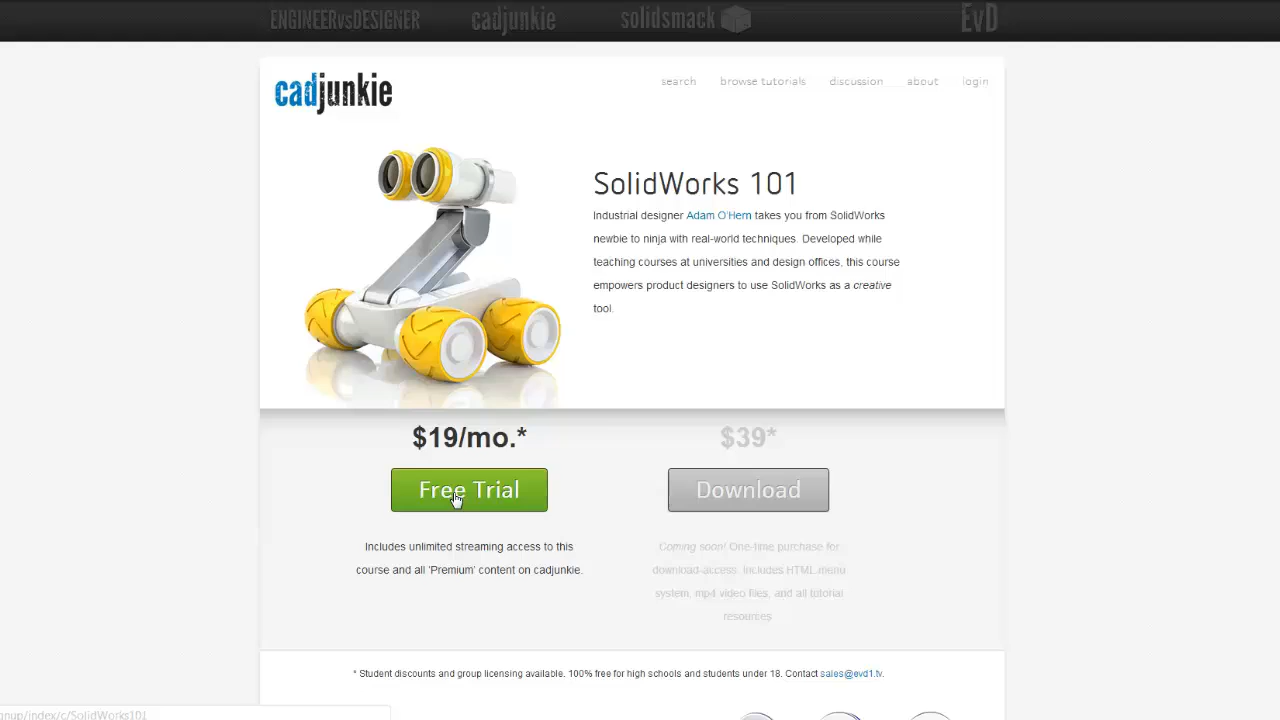 ENGINEERvsDESIGNER cadjunkie solidsmack EvD
cadjunkie
search browse tutorials discussion about login
SolidWorks 101
Industrial designer Adam O'Hern takes you from SolidWorks
newbie to ninja with real-world techniques. Developed while
teaching courses at universities and design offices, this course
empowers product designers to use SolidWorks as a creative
tool.
$19/mo.* $39*
Free Trial Download
Includes unlimited streaming access to this
course and all 'Premium' content on cadjunkie.
Coming soon! One-time purchase for
download-access. Includes HTML menu
system, mp4 video files, and all tutorial
resources
* Student discounts and group licensing available. 100% free for high schools and students under 18. Contact sales@evd1.tv.
gnup/index/c/SolidWorks101